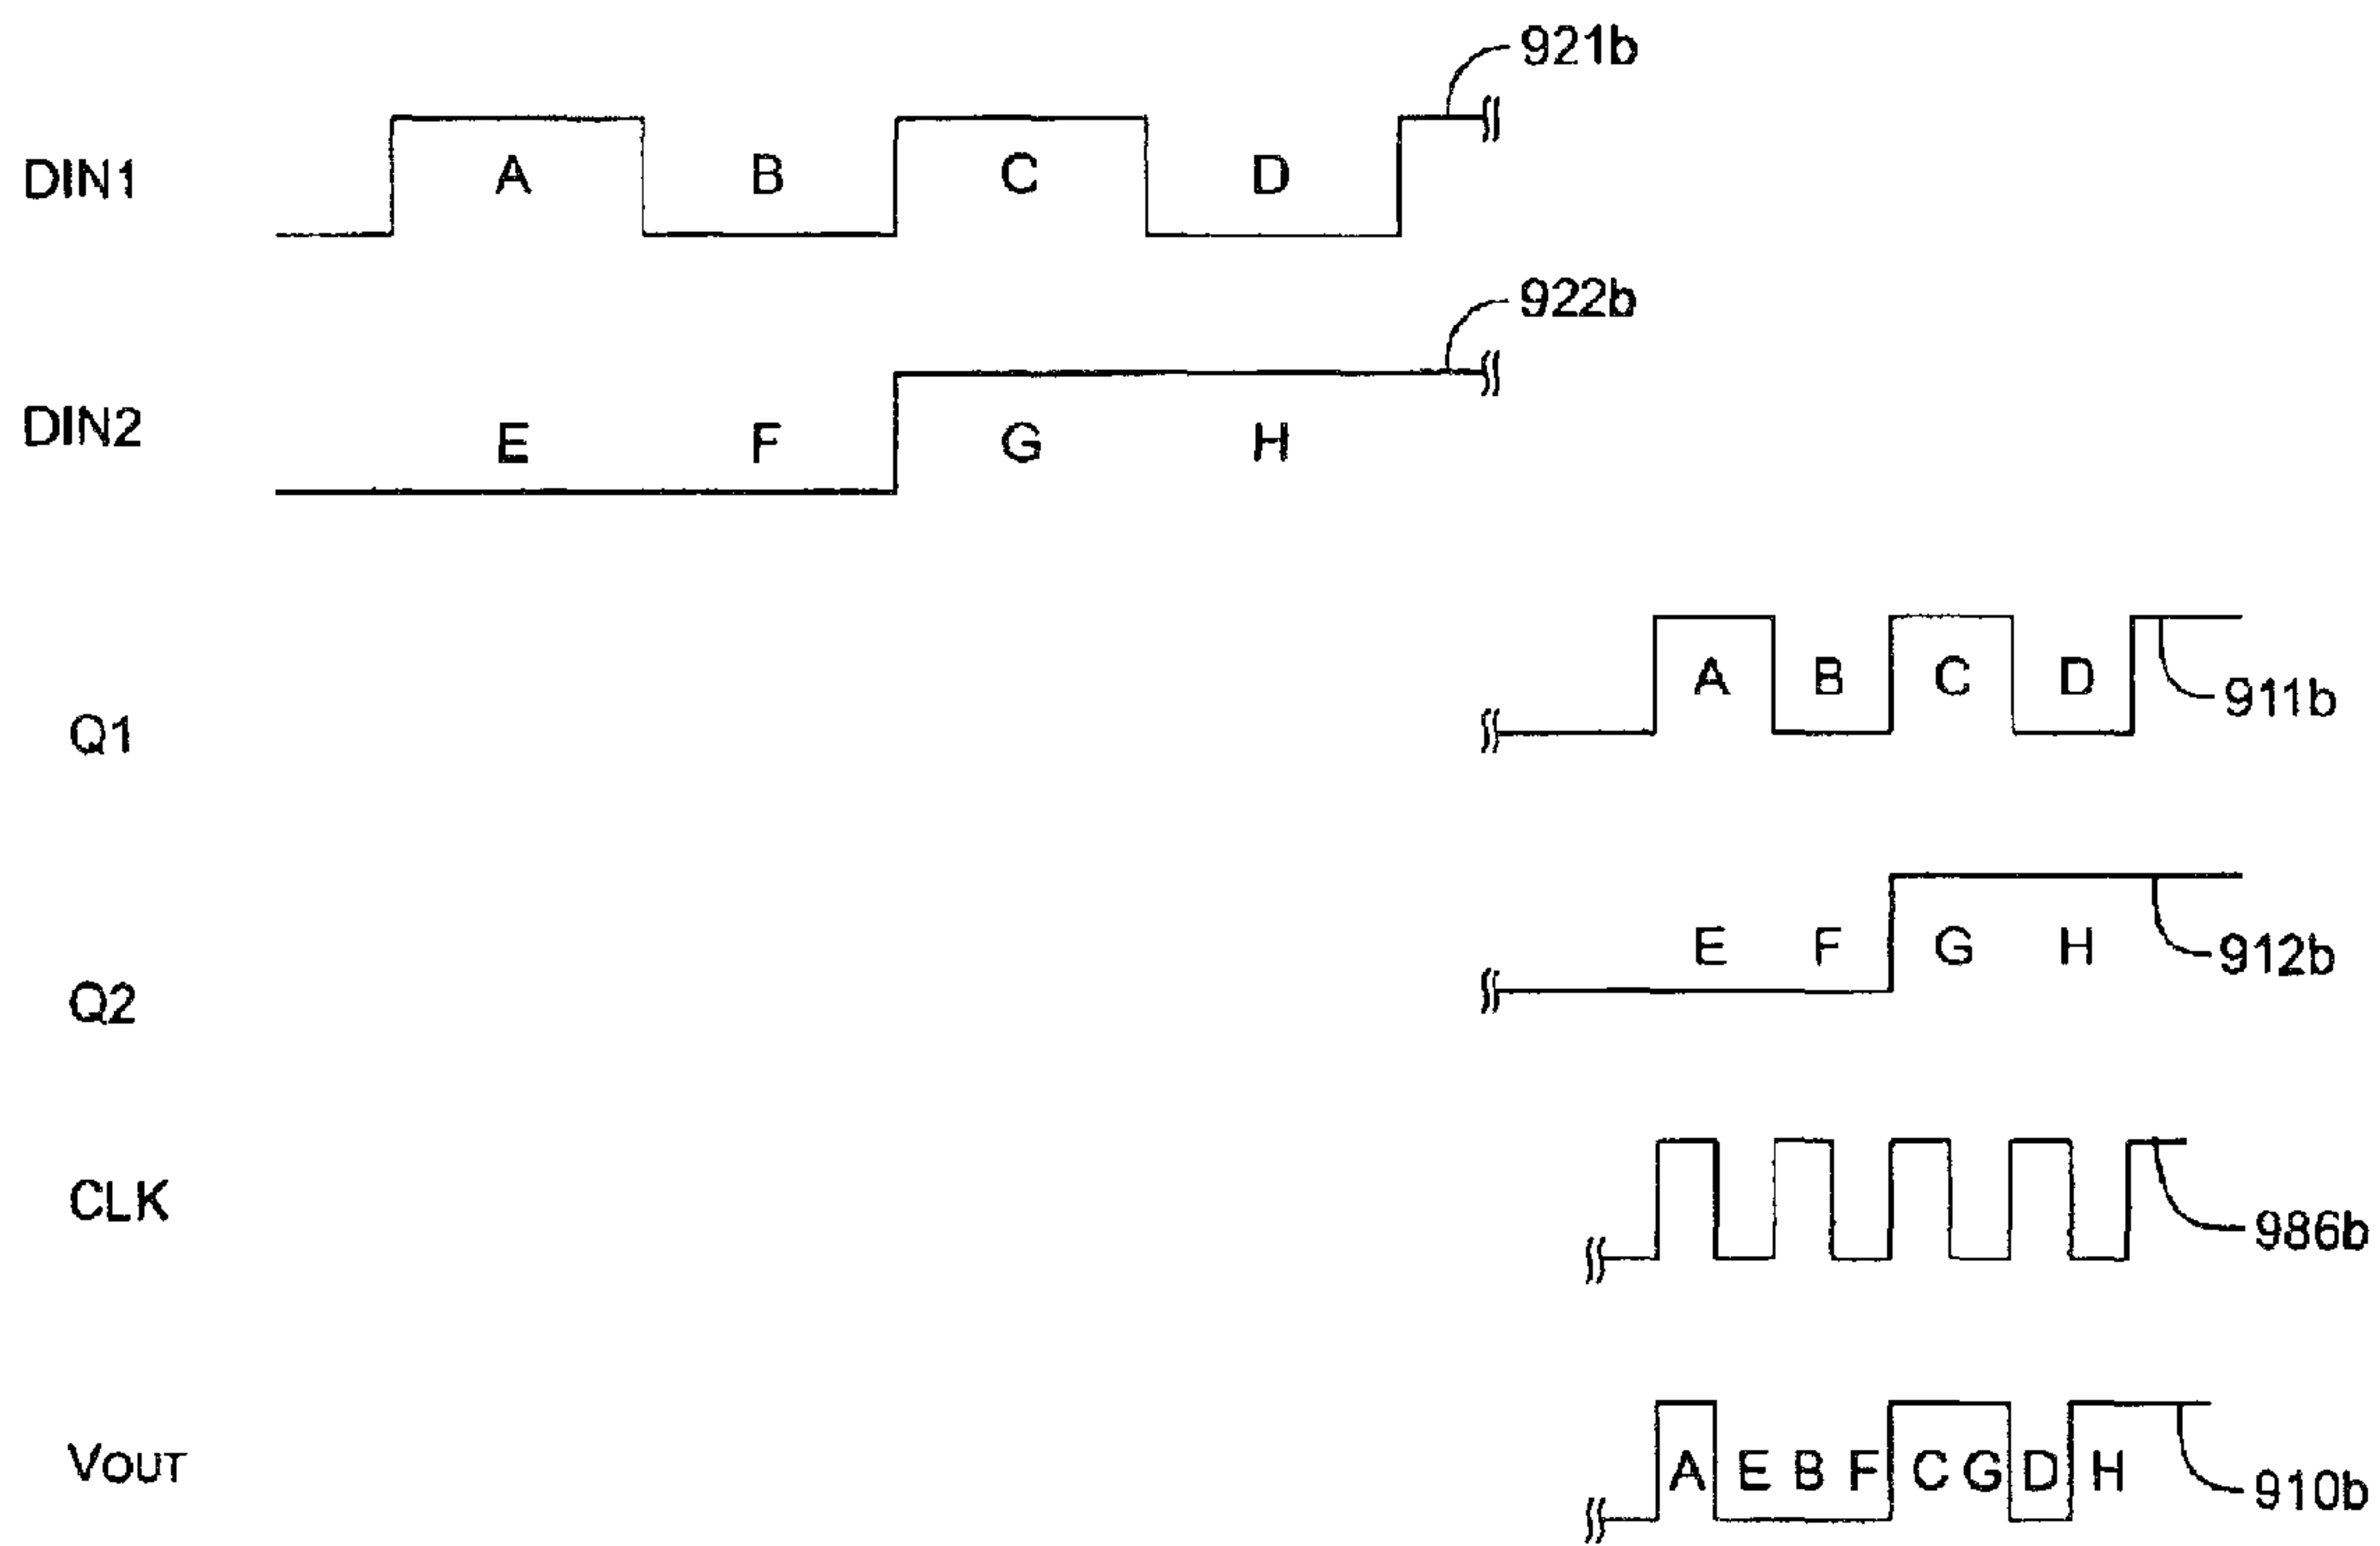 921b
DIN1 A B C D
922b
DIN2 E F G H
A B C D
Q1 911b
E F G H
Q2 912b
CLK 986b
VOUT A E B F C G D H 910b